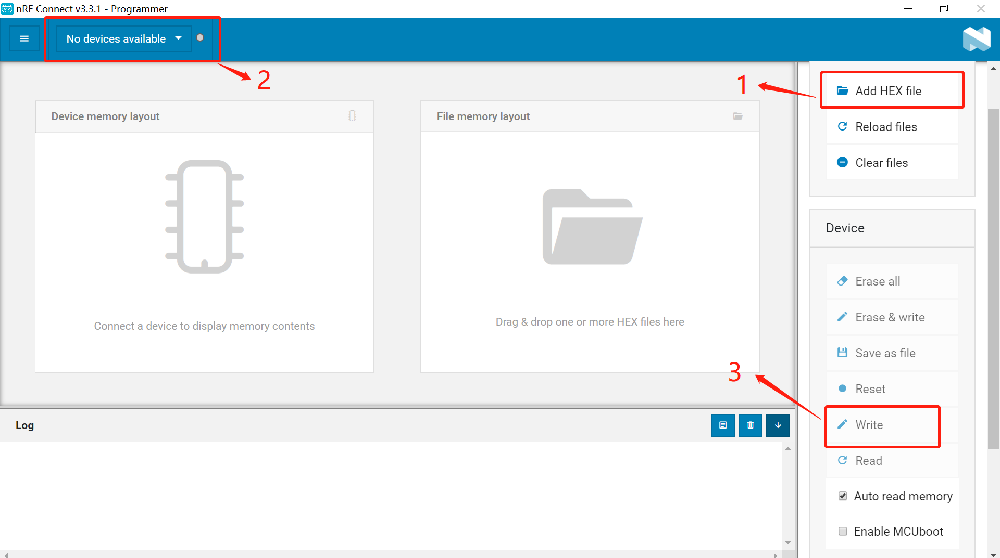 nRF Connect v3.3.1 - Programmer
No devices available
2
1
Add HEX file
Reload files
Clear files
Device memory layout
File memory layout
Connect a device to display memory contents
Drag & drop one or more HEX files here
Device
Erase all
Erase & write
Save as file
3
Reset
Write
Read
Auto read memory
Enable MCUboot
Log